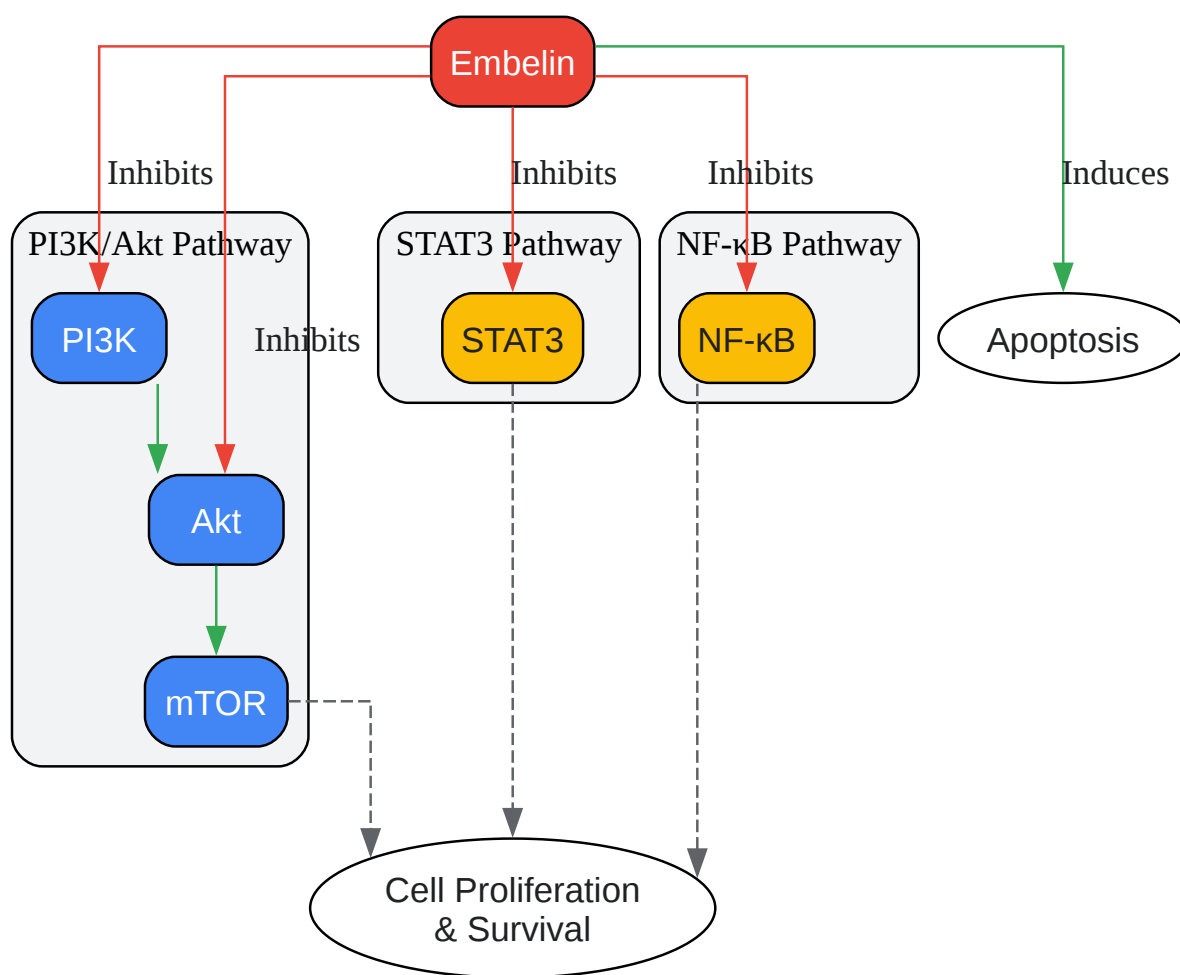 Embelin
Inhibits
Inhibits
Inhibits
Induces
PI3K/Akt Pathway
STAT3 Pathway
NF-κB Pathway
PI3K
Inhibits
STAT3
NF-κB
Apoptosis
Akt
mTOR
Cell Proliferation
& Survival